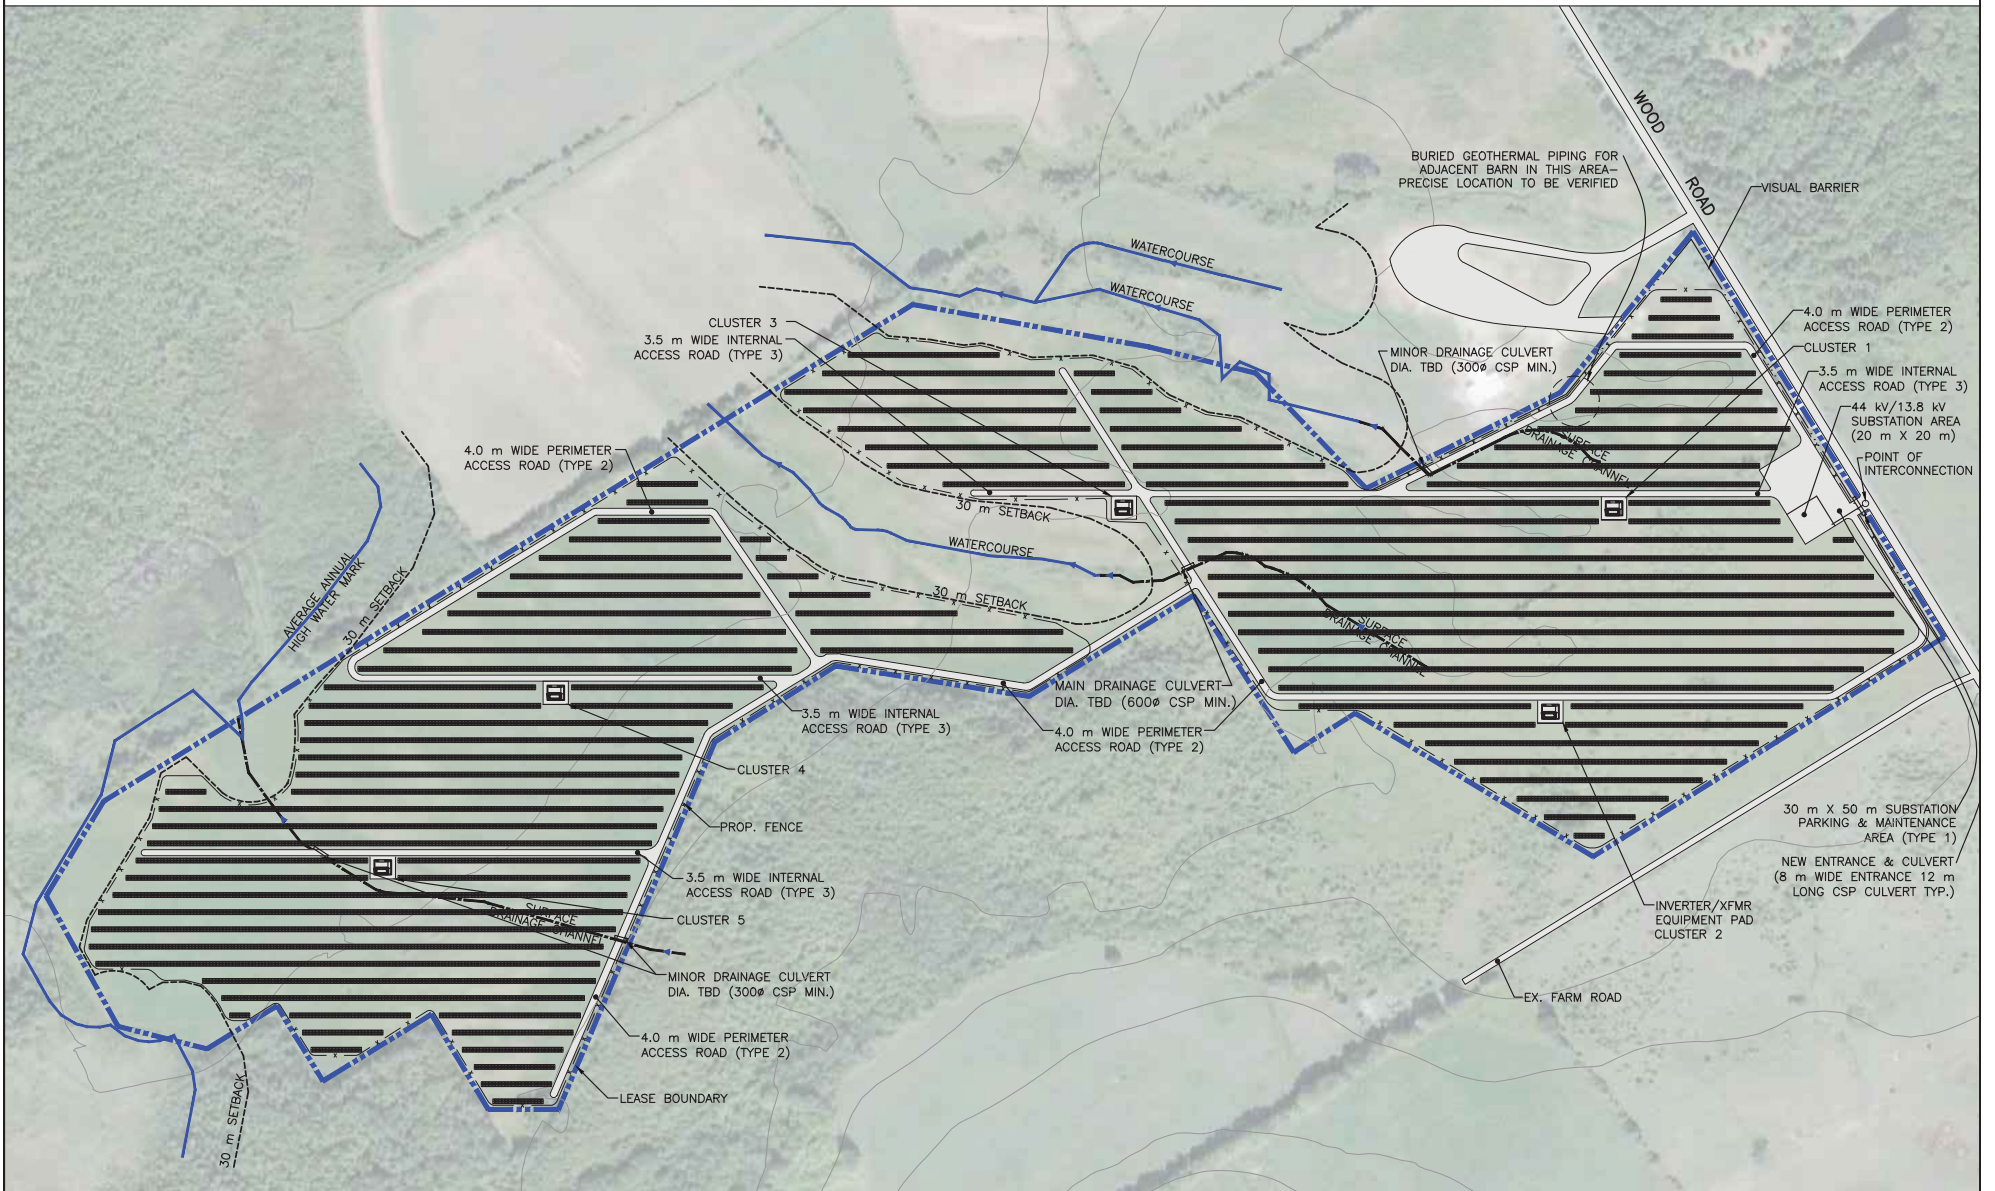 WOOD
ROAD
BURIED GEOTHERMAL PIPING FOR
ADJACENT BARN IN THIS AREA–
PRECISE LOCATION TO BE VERIFIED
VISUAL BARRIER
WATERCOURSE
WATERCOURSE
CLUSTER 3
3.5 m WIDE INTERNAL
ACCESS ROAD (TYPE 3)
MINOR DRAINAGE CULVERT
DIA. TBD (300ø CSP MIN.)
4.0 m WIDE PERIMETER
ACCESS ROAD (TYPE 2)
CLUSTER 1
3.5 m WIDE INTERNAL
ACCESS ROAD (TYPE 3)
44 kV/13.8 kV
SUBSTATION AREA
(20 m X 20 m)
POINT OF
INTERCONNECTION
SURFACE
DRAINAGE CHANNEL
4.0 m WIDE PERIMETER
ACCESS ROAD (TYPE 2)
30 m SETBACK
WATERCOURSE
30 m SETBACK
AVERAGE ANNUAL
HIGH WATER MARK
30 m SETBACK
SURFACE
DRAINAGE CHANNEL
MAIN DRAINAGE CULVERT
DIA. TBD (600ø CSP MIN.)
3.5 m WIDE INTERNAL
ACCESS ROAD (TYPE 3)
4.0 m WIDE PERIMETER
ACCESS ROAD (TYPE 2)
CLUSTER 4
PROP. FENCE
30 m X 50 m SUBSTATION
PARKING & MAINTENANCE
AREA (TYPE 1)
NEW ENTRANCE & CULVERT
(8 m WIDE ENTRANCE 12 m
LONG CSP CULVERT TYP.)
3.5 m WIDE INTERNAL
ACCESS ROAD (TYPE 3)
CLUSTER 5
SURFACE
DRAINAGE CHANNEL
INVERTER/XFMR
EQUIPMENT PAD
CLUSTER 2
MINOR DRAINAGE CULVERT
DIA. TBD (300ø CSP MIN.)
EX. FARM ROAD
4.0 m WIDE PERIMETER
ACCESS ROAD (TYPE 2)
LEASE BOUNDARY
30 m SETBACK